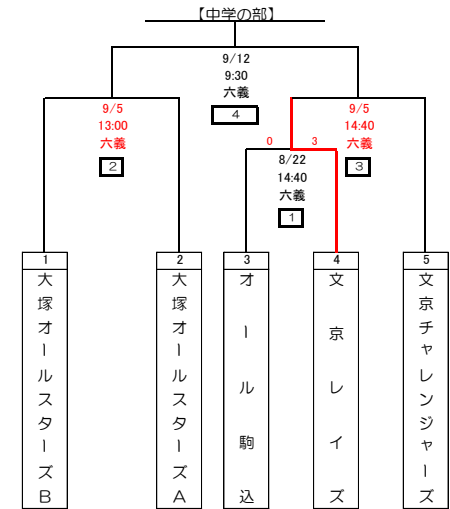 【中学の部】
9/12
9:30
六義
4
9/5
13:00
六義
2
9/5
14:40
六義
3
0 3
8/22
14:40
六義
1
1
大塚オールスターズB
2
大塚オールスターズA
3
オール駒込
4
文京レイズ
5
文京チャレンジャーズ